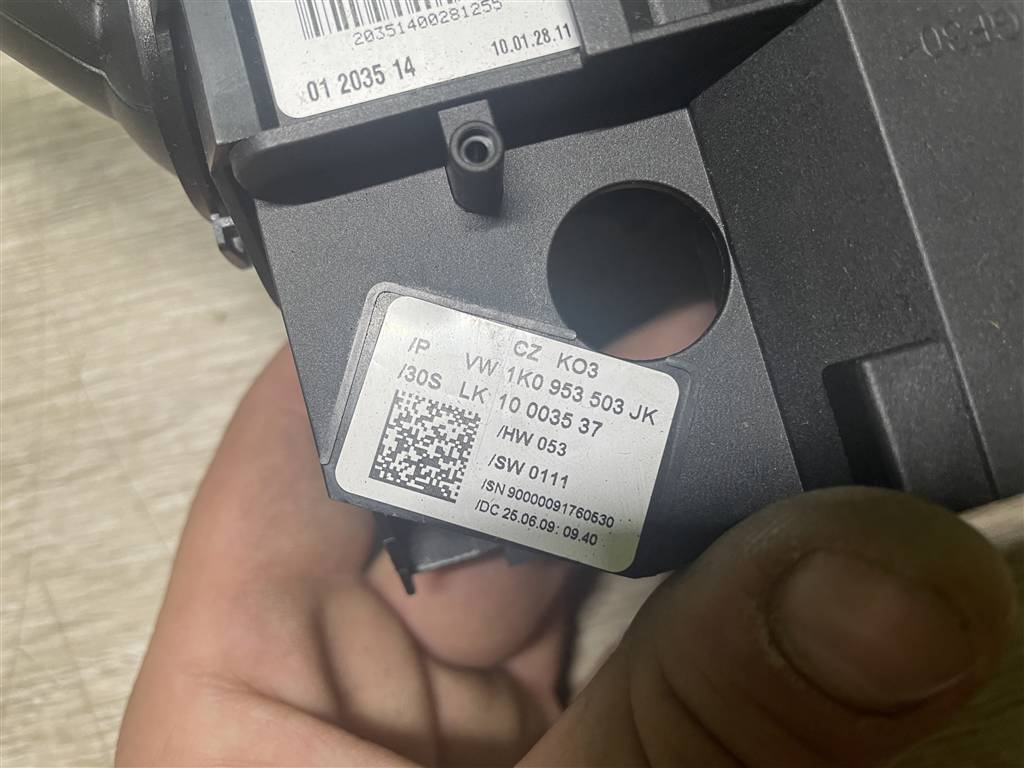 20351400281255
10.01.28.11
01 2035 14
CZ KO3
/P VW 1K0 953 503 JK
/30S LK 10 0035 37
/HW 053
/SW 0111
/SN 90000091760530
/DC 25.06.09: 09.40